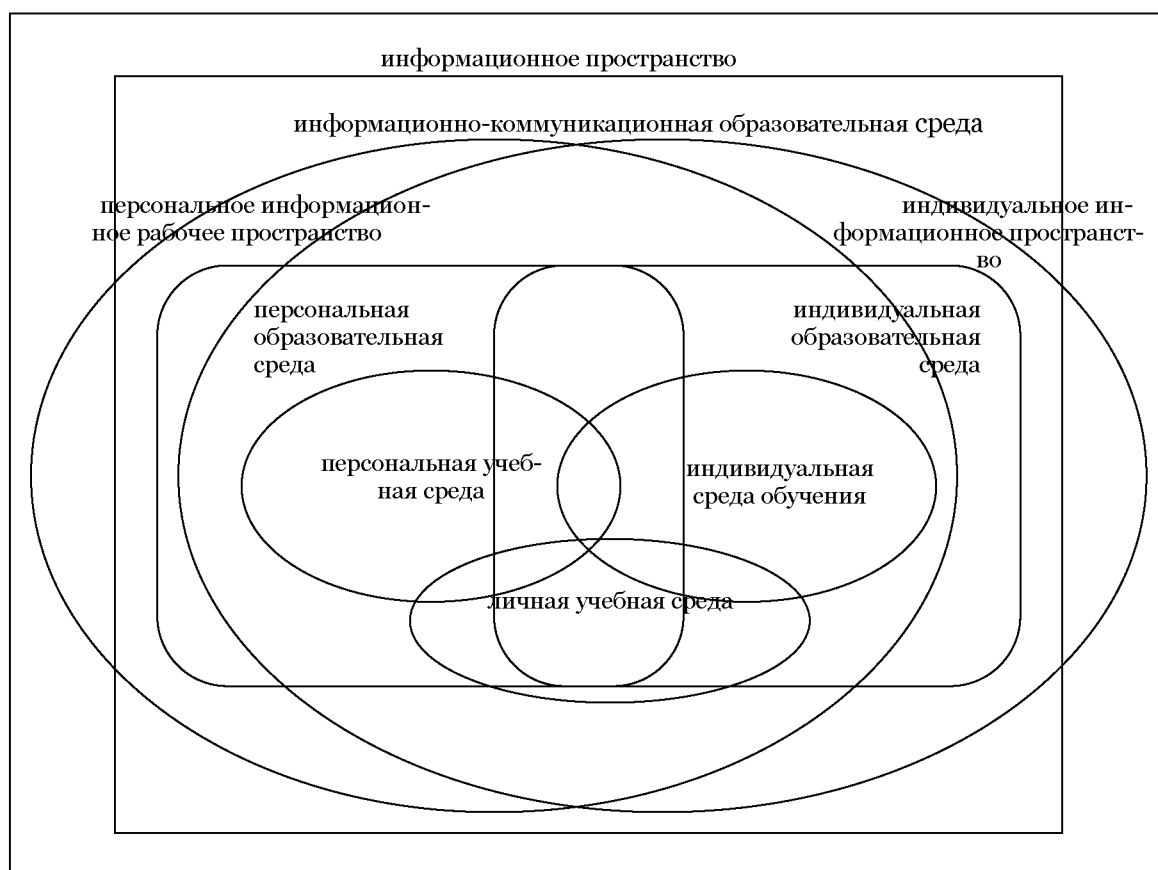 информационное пространство
информационно-коммуникационная образовательная среда
персональное информацион-
ное рабочее пространство
индивидуальное ин-
формационное пространст-
во
персональная
образовательная
среда
индивидуальная
образовательная
среда
персональная учеб-
ная среда
индивидуальная
среда обучения
личная учебная среда